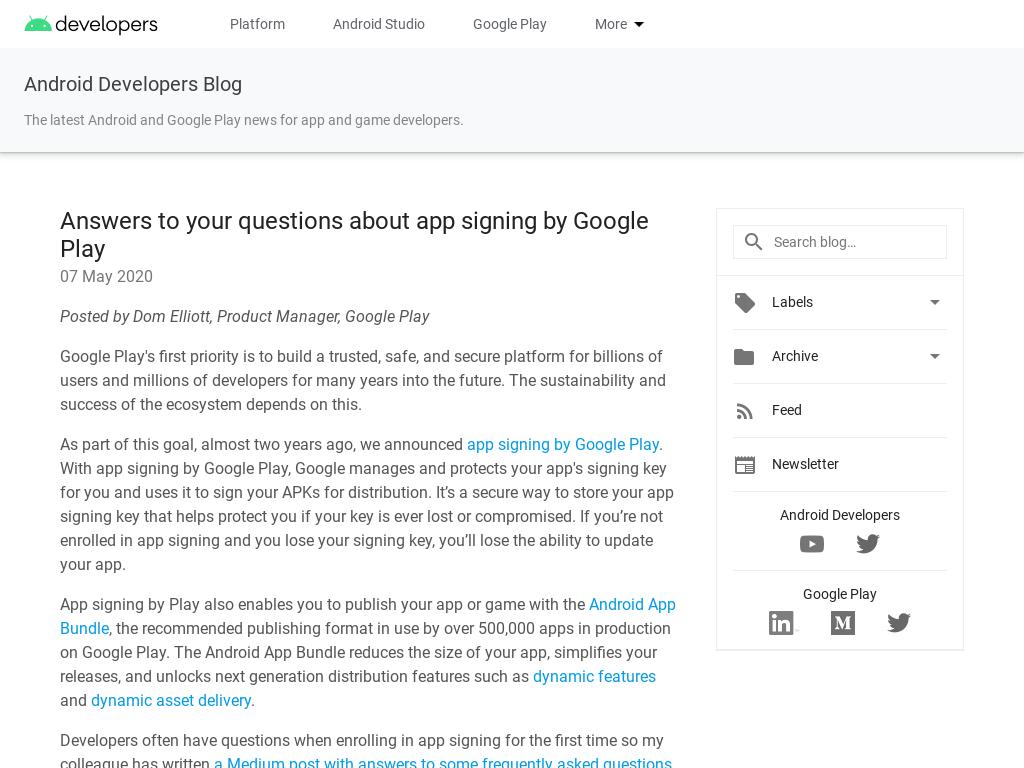 developers
Platform
Android Studio
Google Play
More
Android Developers Blog
The latest Android and Google Play news for app and game developers.
Answers to your questions about app signing by Google
Play
07 May 2020
Posted by Dom Elliott, Product Manager, Google Play
Google Play's first priority is to build a trusted, safe, and secure platform for billions of
users and millions of developers for many years into the future. The sustainability and
success of the ecosystem depends on this.
As part of this goal, almost two years ago, we announced app signing by Google Play.
With app signing by Google Play, Google manages and protects your app's signing key
for you and uses it to sign your APKs for distribution. It’s a secure way to store your app
signing key that helps protect you if your key is ever lost or compromised. If you’re not
enrolled in app signing and you lose your signing key, you’ll lose the ability to update
your app.
App signing by Play also enables you to publish your app or game with the Android App
Bundle, the recommended publishing format in use by over 500,000 apps in production
on Google Play. The Android App Bundle reduces the size of your app, simplifies your
releases, and unlocks next generation distribution features such as dynamic features
and dynamic asset delivery.
Developers often have questions when enrolling in app signing for the first time so my
colleague has written a Medium post with answers to some frequently asked questions
Search blog…
Labels
Archive
Feed
Newsletter
Android Developers
Google Play
in
M